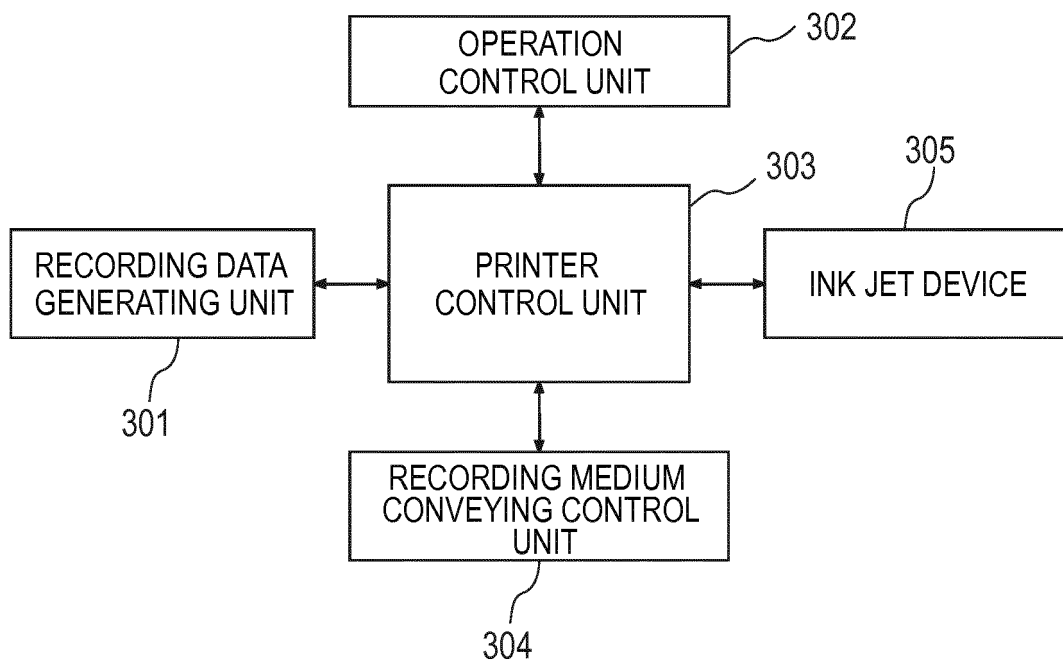 302
OPERATION
CONTROL UNIT
303
305
RECORDING DATA
GENERATING UNIT
PRINTER
CONTROL UNIT
INK JET DEVICE
301
RECORDING MEDIUM
CONVEYING CONTROL
UNIT
304